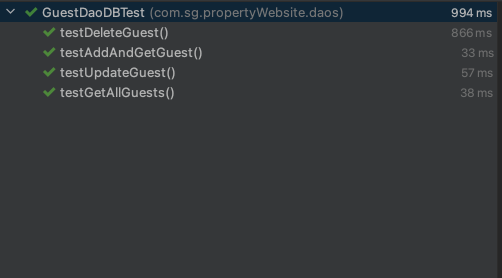 GuestDaoDBTest (com.sg.propertyWebsite.daos) 994 ms
testDeleteGuest() 866 ms
testAddAndGetGuest() 33 ms
testUpdateGuest() 57 ms
testGetAllGuests() 38 ms